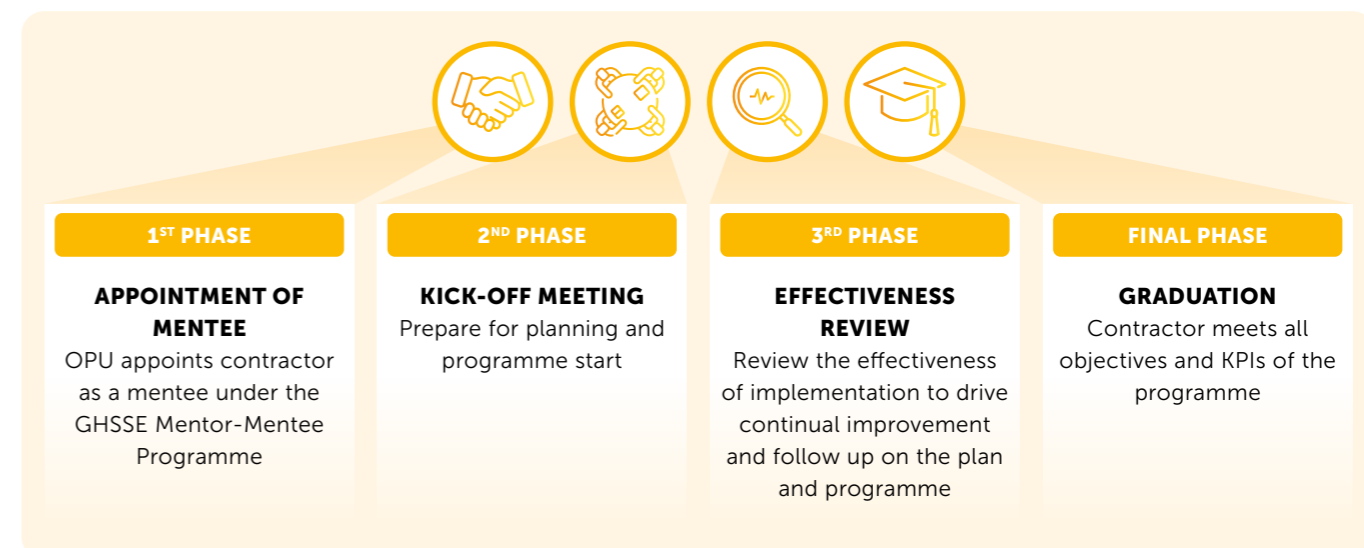 1ST PHASE
APPOINTMENT OF
MENTEE
OPU appoints contractor
as a mentee under the
GHSSE Mentor-Mentee
Programme
2ND PHASE
KICK-OFF MEETING
Prepare for planning and
programme start
3RD PHASE
EFFECTIVENESS
REVIEW
Review the effectiveness
of implementation to drive
continual improvement
and follow up on the plan
and programme
FINAL PHASE
GRADUATION
Contractor meets all
objectives and KPIs of the
programme